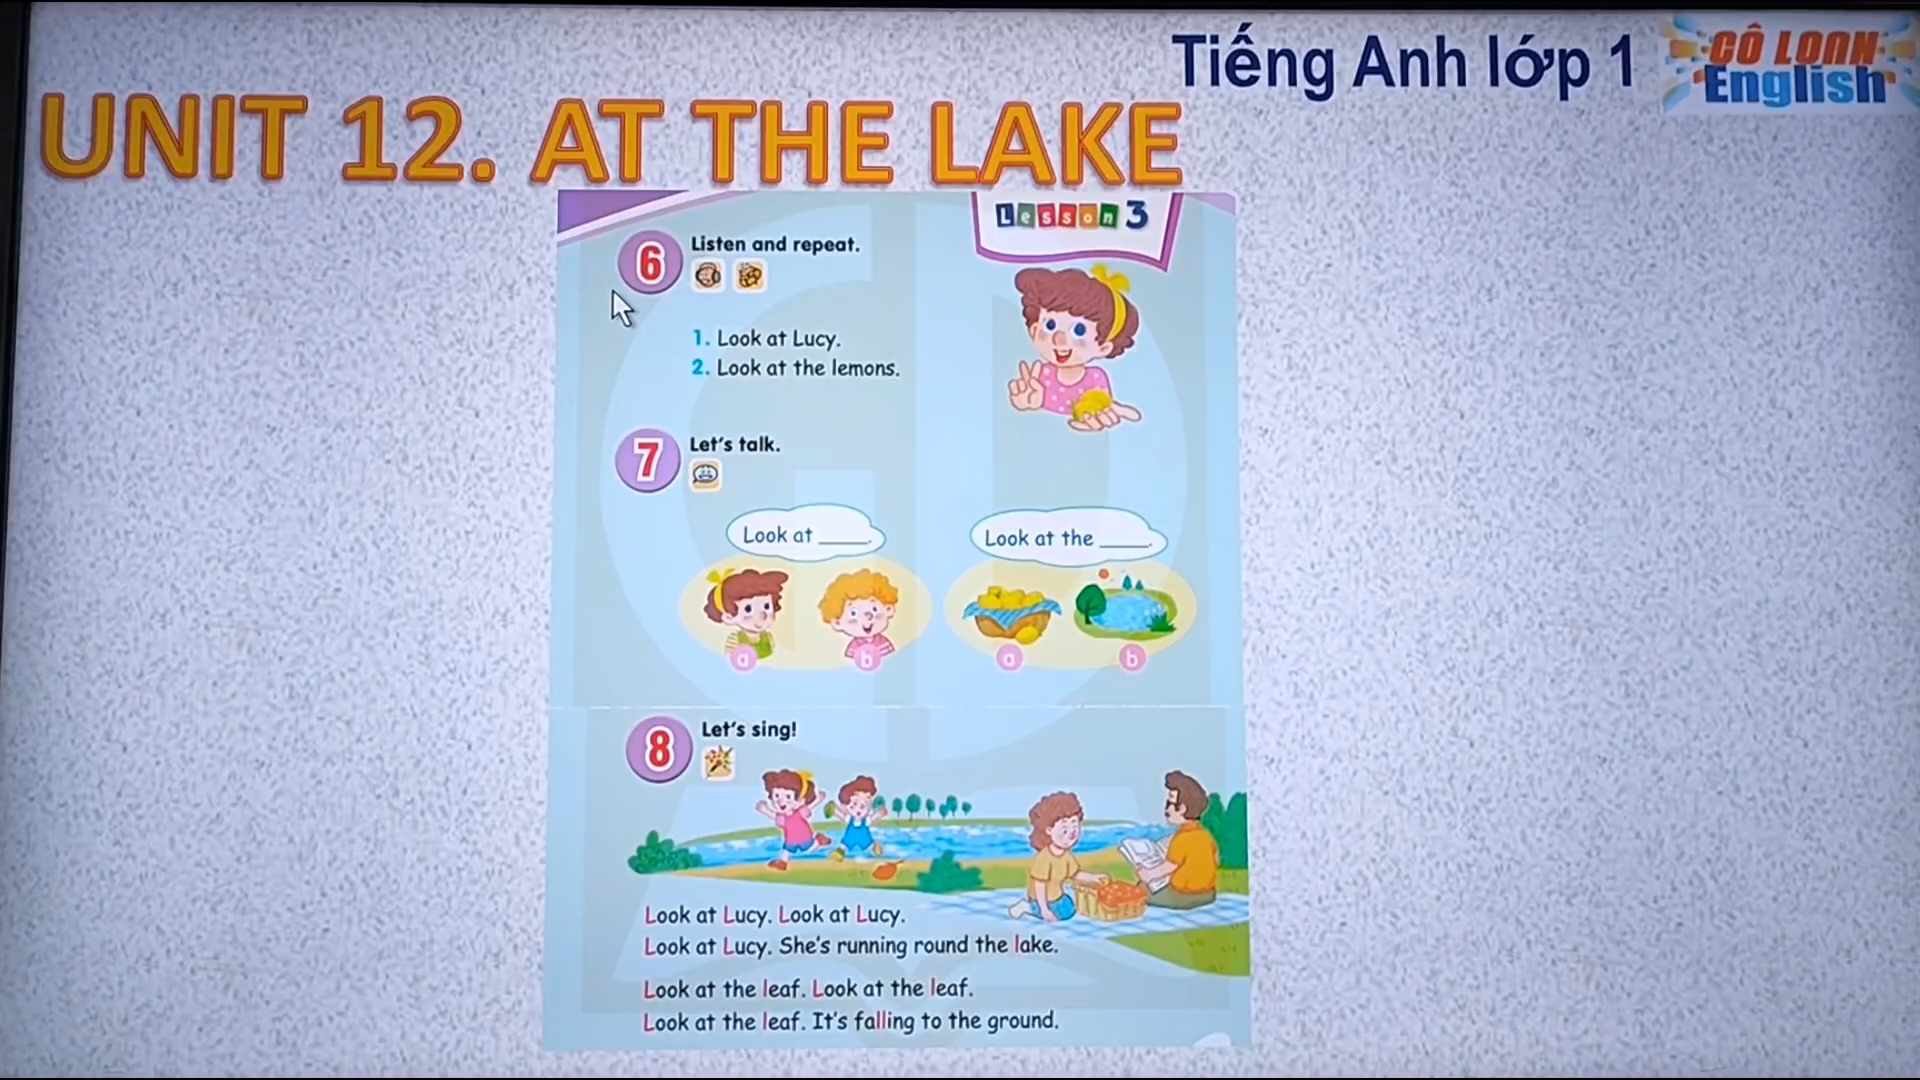 Tiếng Anh lớp 1
CÔ LOAN
English
UNIT 12. AT THE LAKE
Lesson 3
6 Listen and repeat.
1. Look at Lucy.
2. Look at the lemons.
7 Let's talk.
Look at _____.
Look at the _____.
a b a b
8 Let's sing!
Look at Lucy. Look at Lucy.
Look at Lucy. She's running round the lake.
Look at the leaf. Look at the leaf.
Look at the leaf. It's falling to the ground.